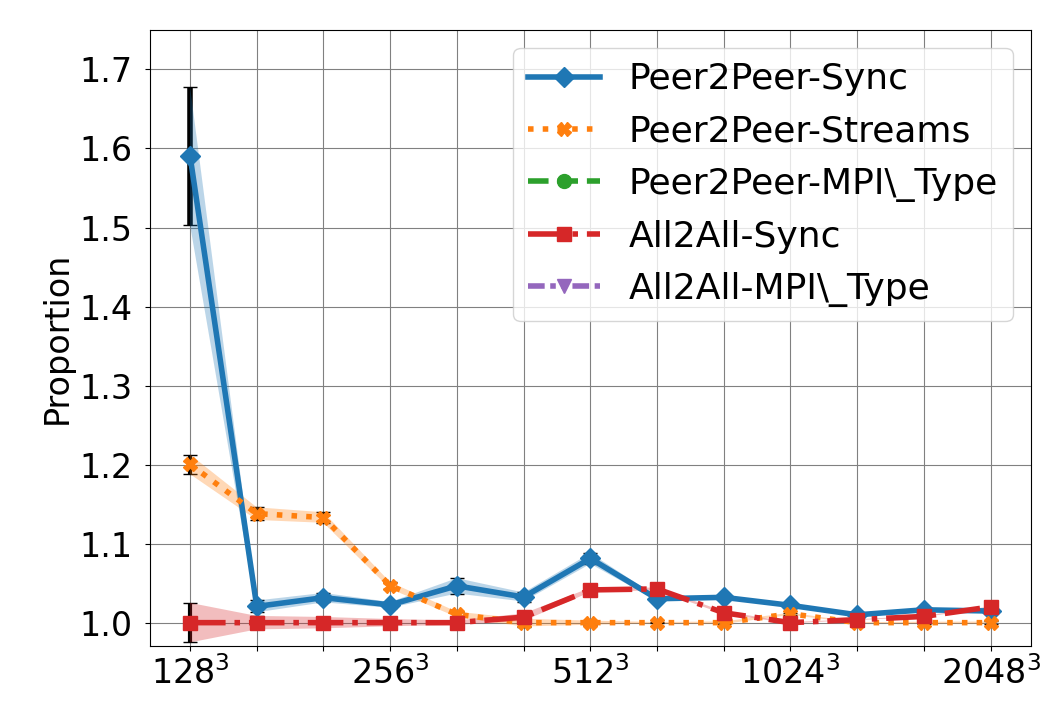 1.7
1.6
1.5
1.4
1.3
1.2
1.1
1.0
Proportion
Peer2Peer-Sync
Peer2Peer-Streams
Peer2Peer-MPI\_Type
All2All-Sync
All2All-MPI\_Type
128³ 256³ 512³ 1024³ 2048³